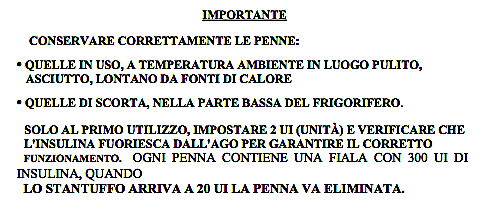 IMPORTANTE
CONSERVARE CORRETTAMENTE LE PENNE:
• QUELLE IN USO, A TEMPERATURA AMBIENTE IN LUOGO PULITO,
ASCIUTTO, LONTANO DA FONTI DI CALORE
• QUELLE DI SCORTA, NELLA PARTE BASSA DEL FRIGORIFERO.
SOLO AL PRIMO UTILIZZO, IMPOSTARE 2 UI (UNITÀ) E VERIFICARE CHE
L'INSULINA FUORIESCA DALL'AGO PER GARANTIRE IL CORRETTO
FUNZIONAMENTO. OGNI PENNA CONTIENE UNA FIALA CON 300 UI DI
INSULINA, QUANDO
LO STANTUFFO ARRIVA A 20 UI LA PENNA VA ELIMINATA.